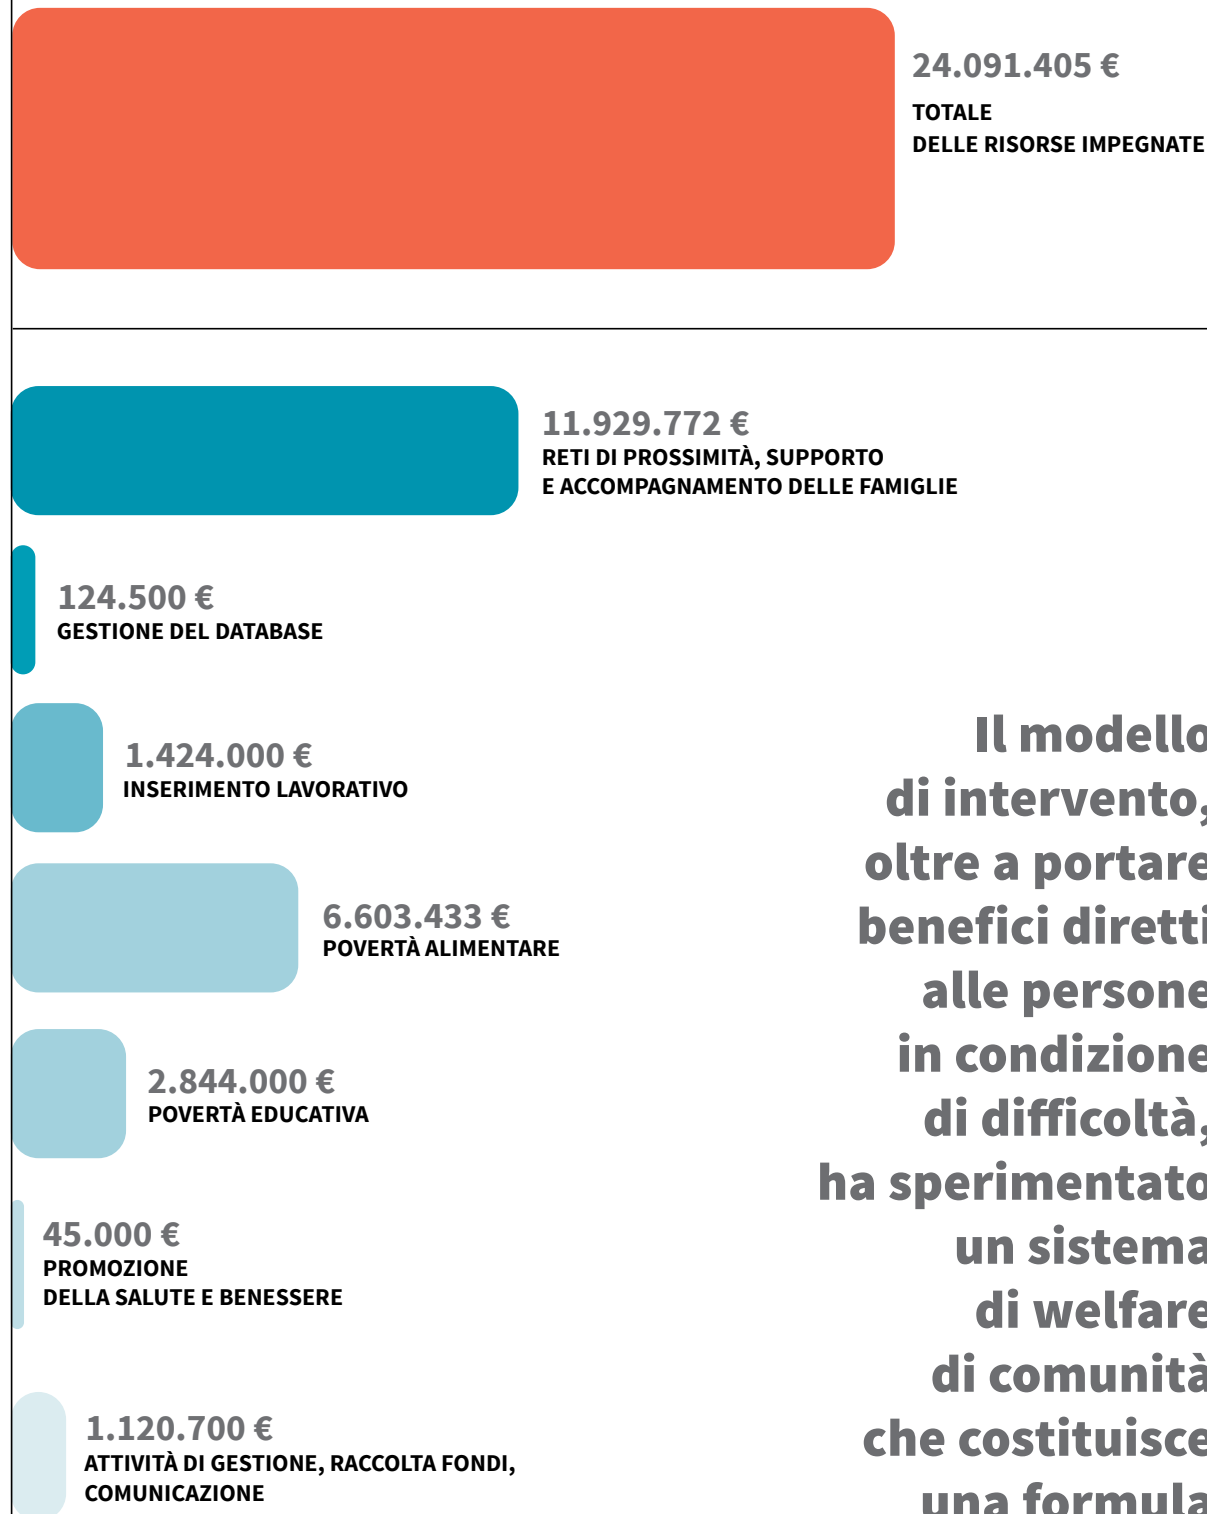 24.091.405 €
TOTALE
DELLE RISORSE IMPEGNATE
11.929.772 €
RETI DI PROSSIMITÀ, SUPPORTO
E ACCOMPAGNAMENTO DELLE FAMIGLIE
124.500 €
GESTIONE DEL DATABASE
1.424.000 €
INSERIMENTO LAVORATIVO
6.603.433 €
POVERTÀ ALIMENTARE
2.844.000 €
POVERTÀ EDUCATIVA
45.000 €
PROMOZIONE
DELLA SALUTE E BENESSERE
1.120.700 €
ATTIVITÀ DI GESTIONE, RACCOLTA FONDI,
COMUNICAZIONE
Il modello
di intervento,
oltre a portare
benefici diretti
alle persone
in condizione
di difficoltà,
ha sperimentato
un sistema
di welfare
di comunità
che costituisce
una formula